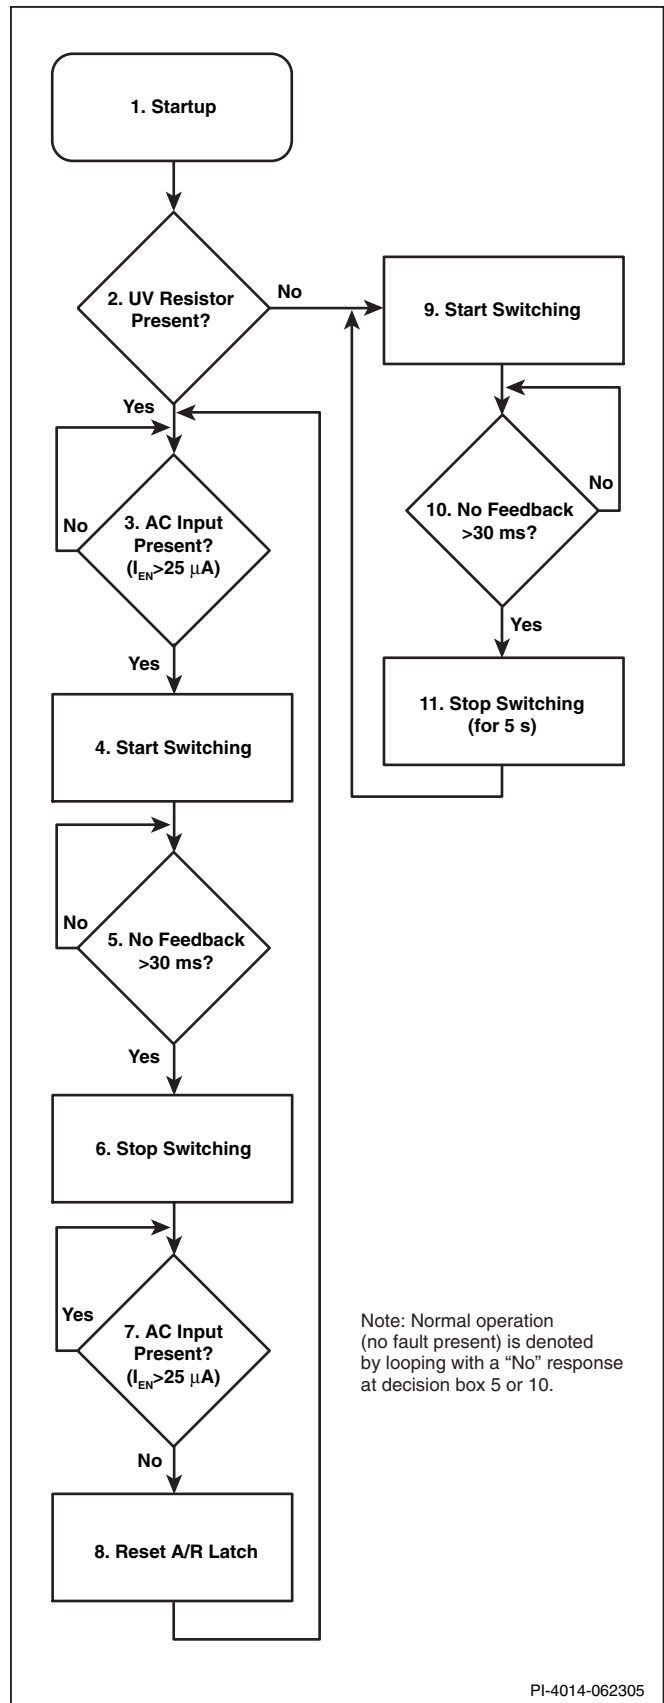 1. Startup
2. UV Resistor
Present?
No
Yes
No
3. AC Input
Present?
(I_EN>25 μA)
Yes
4. Start Switching
No
5. No Feedback
>30 ms?
Yes
6. Stop Switching
Yes
7. AC Input
Present?
(I_EN>25 μA)
No
8. Reset A/R Latch
9. Start Switching
No
10. No Feedback
>30 ms?
Yes
11. Stop Switching
(for 5 s)
Note: Normal operation
(no fault present) is denoted
by looping with a “No” response
at decision box 5 or 10.
PI-4014-062305